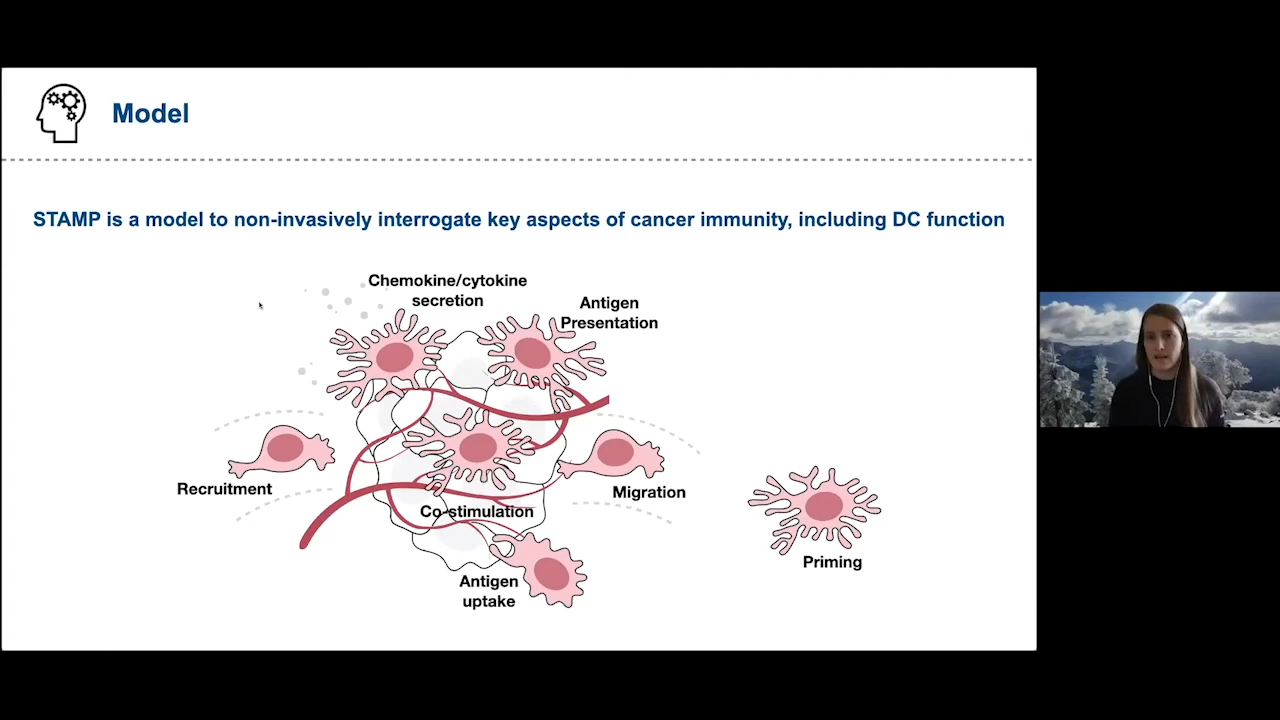 Model
STAMP is a model to non-invasively interrogate key aspects of cancer immunity, including DC function
Chemokine/cytokine
secretion
Antigen
Presentation
Recruitment
Migration
Co-stimulation
Priming
Antigen
uptake